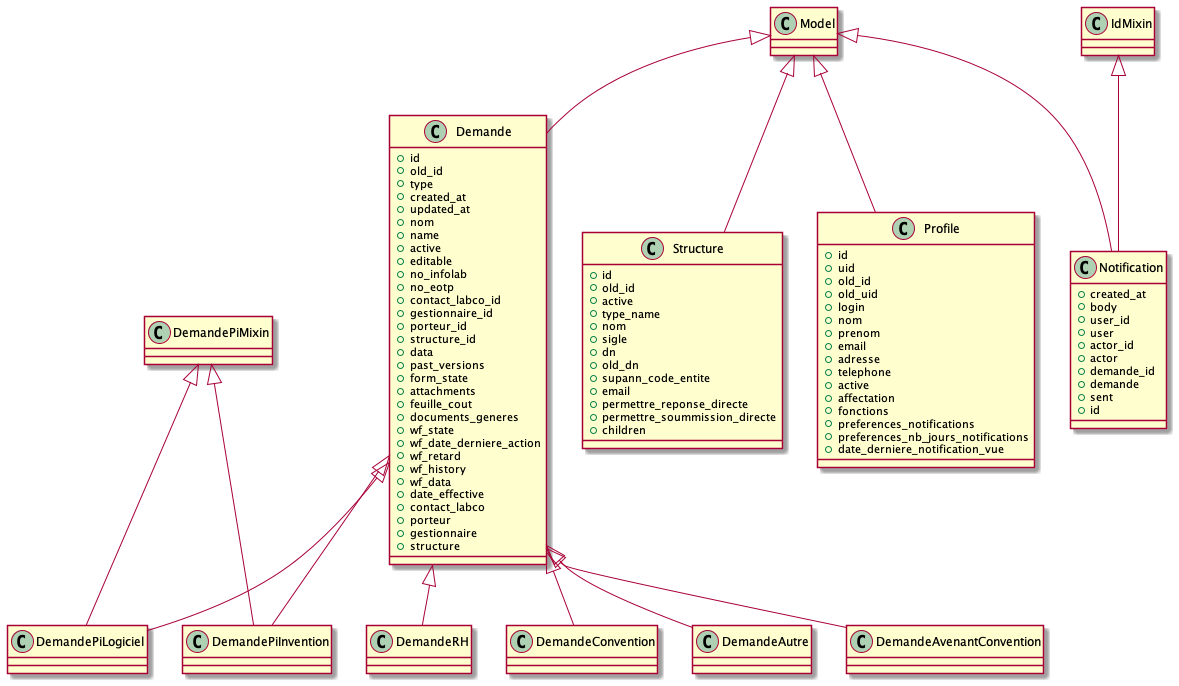 C Model
C IdMixin
C Demande
id
old_id
type
created_at
updated_at
nom
name
active
editable
no_infolab
no_eotp
contact_labco_id
gestionnaire_id
porteur_id
structure_id
data
past_versions
form_state
attachments
feuille_cout
documents_generes
wf_state
wf_date_derniere_action
wf_retard
wf_history
wf_data
date_effective
contact_labco
porteur
gestionnaire
structure
C Structure
id
old_id
active
type_name
nom
sigle
dn
old_dn
supann_code_entite
email
permettre_reponse_directe
permettre_soummission_directe
children
C Profile
id
uid
old_id
old_uid
login
nom
prenom
email
adresse
telephone
active
affectation
fonctions
preferences_notifications
preferences_nb_jours_notifications
date_derniere_notification_vue
C Notification
created_at
body
user_id
user
actor_id
actor
demande_id
demande
sent
id
C DemandePiMixin
C DemandePiLogiciel
C DemandePiInvention
C DemandeRH
C DemandeConvention
C DemandeAutre
C DemandeAvenantConvention